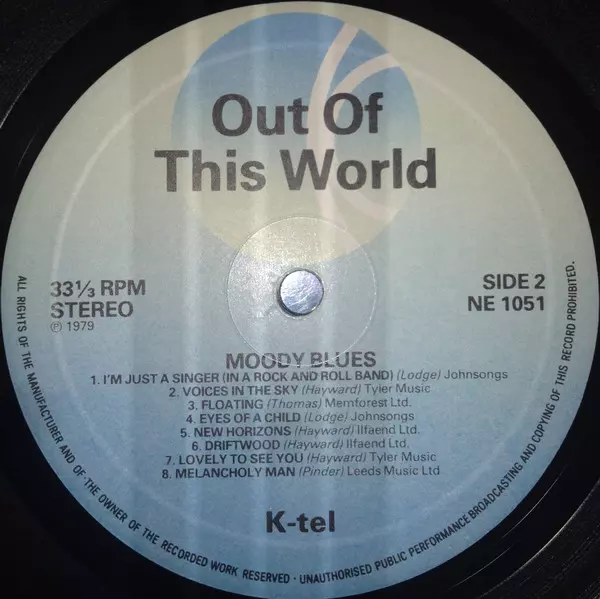 Out Of
This World
33⅓ RPM
STEREO
℗ 1979
SIDE 2
NE 1051
MOODY BLUES
1. I'M JUST A SINGER (IN A ROCK AND ROLL BAND) (Lodge) Johnsongs
2. VOICES IN THE SKY (Hayward) Tyler Music
3. FLOATING (Thomas) Memforest Ltd.
4. EYES OF A CHILD (Lodge) Johnsongs
5. NEW HORIZONS (Hayward) Ilfaend Ltd.
6. DRIFTWOOD (Hayward) Ilfaend Ltd.
7. LOVELY TO SEE YOU (Hayward) Tyler Music
8. MELANCHOLY MAN (Pinder) Leeds Music Ltd
K-tel
ALL RIGHTS OF THE MANUFACTURER AND OF THE OWNER OF THE RECORDED WORK RESERVED · UNAUTHORISED PUBLIC PERFORMANCE BROADCASTING AND COPYING OF THIS RECORD PROHIBITED.